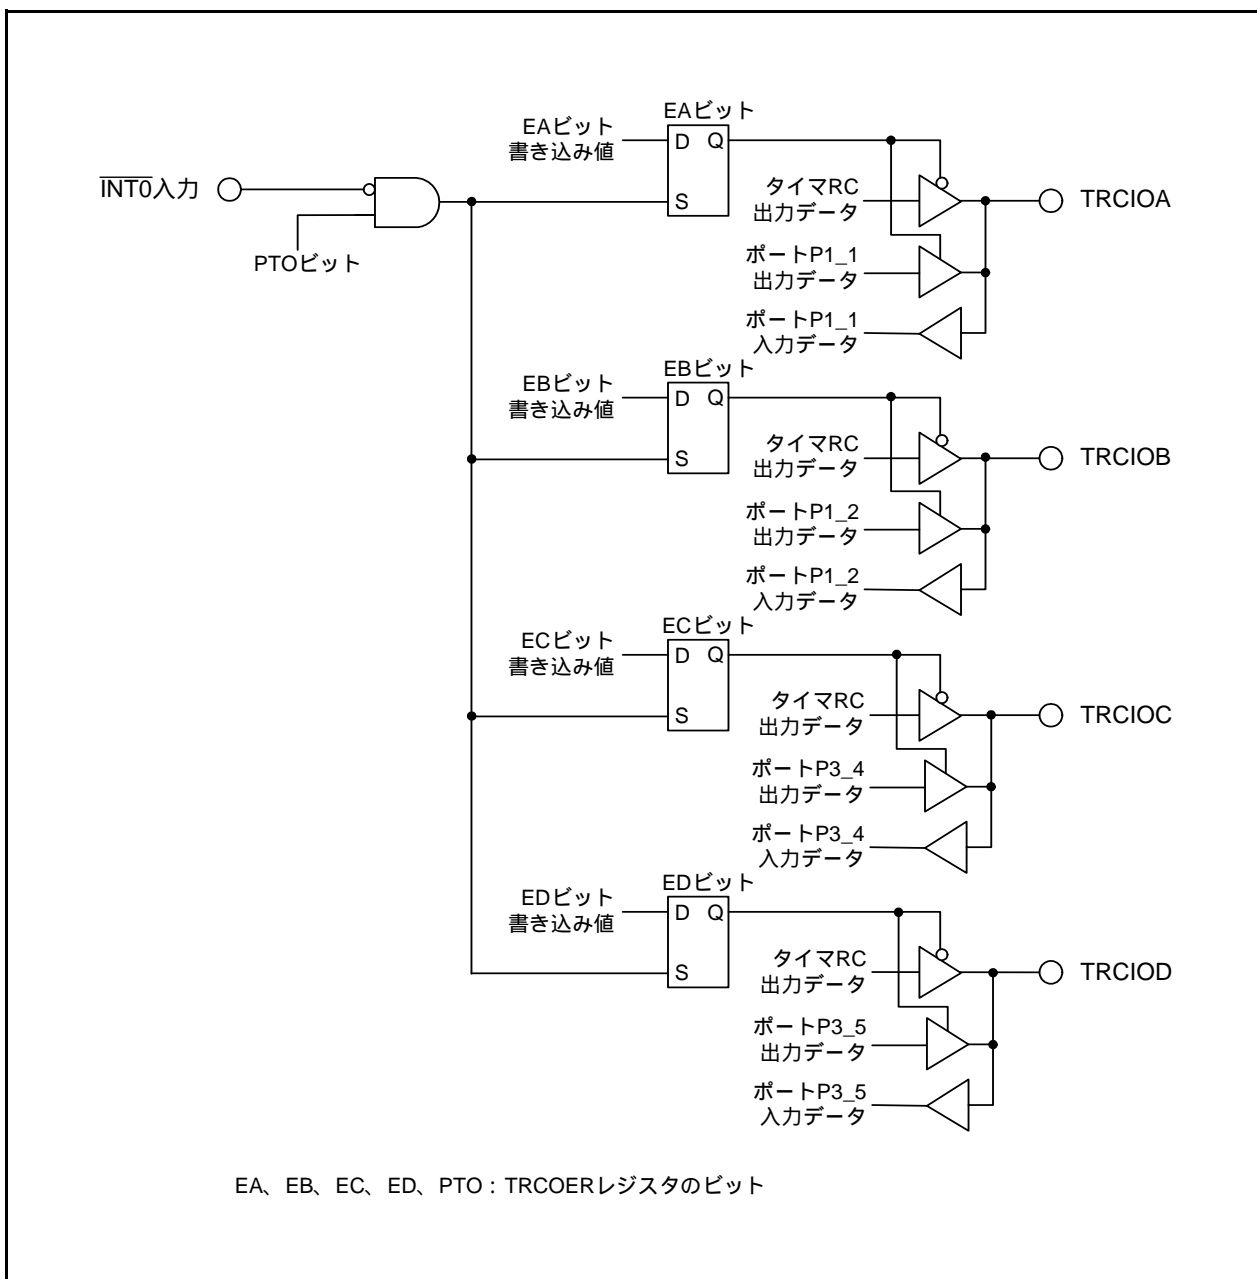 EAビット
EAビット
書き込み値
D Q
S
INT0入力
PTOビット
タイマRC
出力データ
TRCIOA
ポートP1_1
出力データ
ポートP1_1
入力データ
EBビット
EBビット
書き込み値
D Q
S
タイマRC
出力データ
TRCIOB
ポートP1_2
出力データ
ポートP1_2
入力データ
ECビット
ECビット
書き込み値
D Q
S
タイマRC
出力データ
TRCIOC
ポートP3_4
出力データ
ポートP3_4
入力データ
EDビット
EDビット
書き込み値
D Q
S
タイマRC
出力データ
TRCIOD
ポートP3_5
出力データ
ポートP3_5
入力データ
EA、EB、EC、ED、PTO：TRCOERレジスタのビット